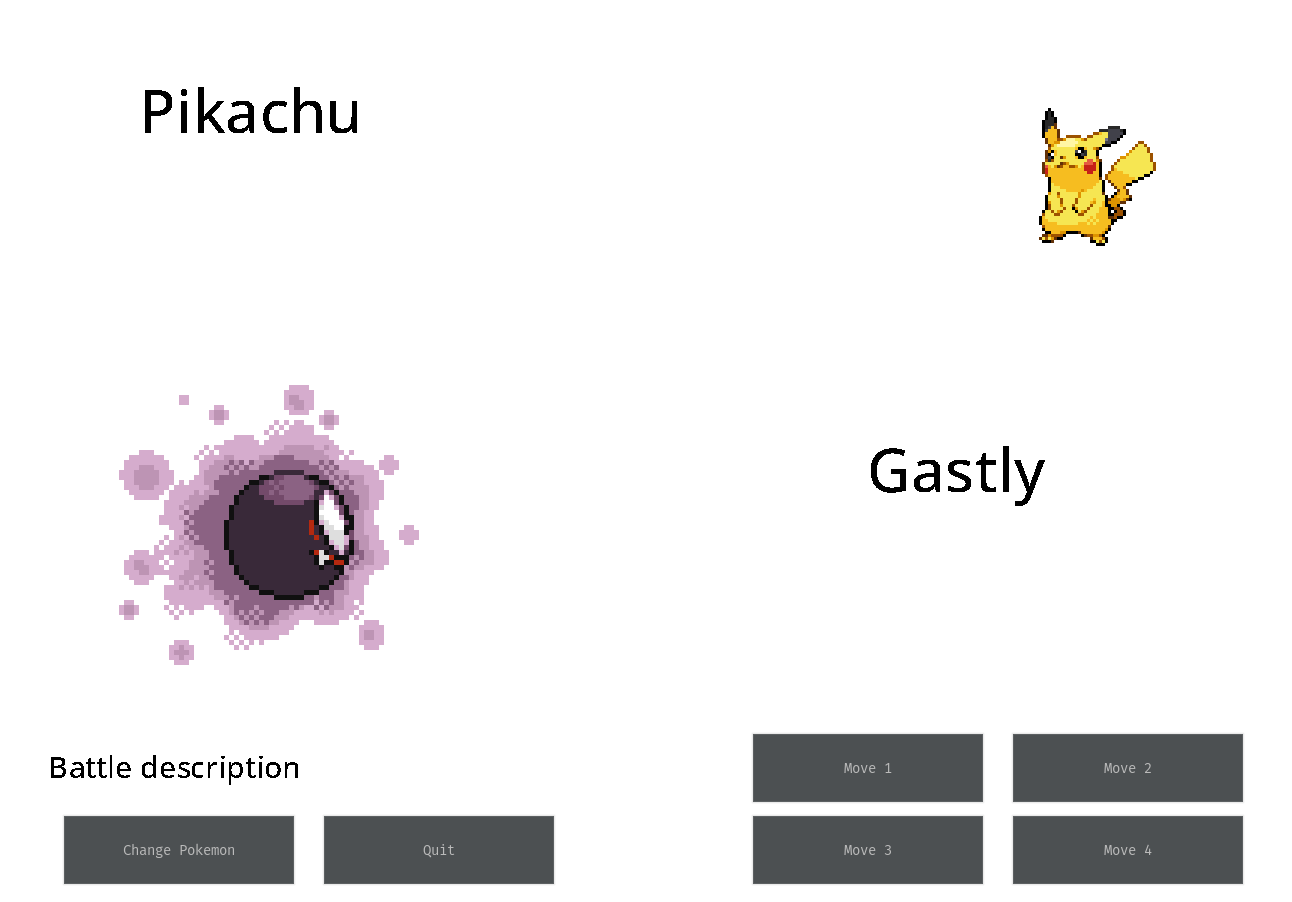 Pikachu
Gastly
Battle description
Move 1
Move 2
Change Pokemon
Quit
Move 3
Move 4